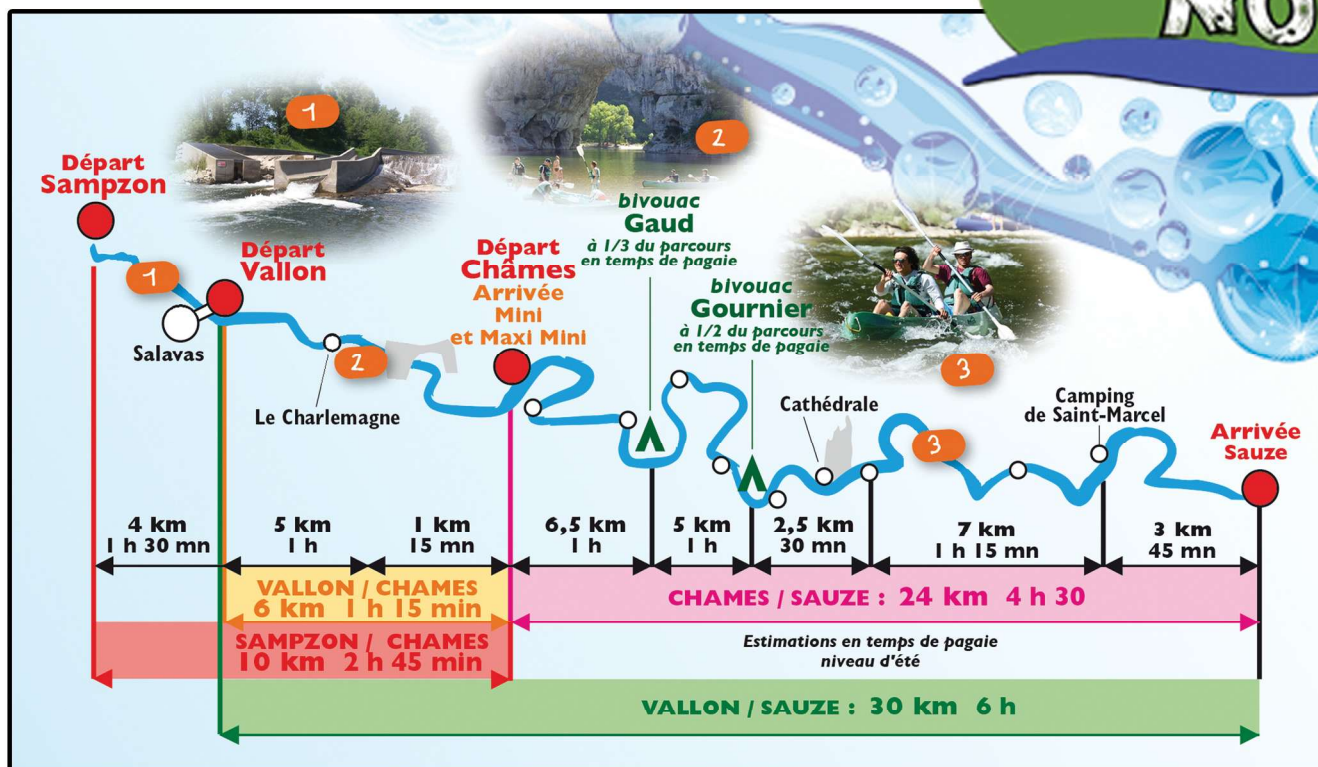 NO
1
2
Départ
Sampzon
Départ
Vallon
Départ
Châmes
Arrivée
Mini
et Maxi Mini
bivouac
Gaud
à 1/3 du parcours
en temps de pagaie
bivouac
Gournier
à 1/2 du parcours
en temps de pagaie
3
1
Salavas
2
Le Charlemagne
Cathédrale
3
Camping
de Saint-Marcel
Arrivée
Sauze
4 km
1 h 30 mn
5 km
1 h
1 km
15 mn
6,5 km
1 h
5 km
1 h
2,5 km
30 mn
7 km
1 h 15 mn
3 km
45 mn
VALLON / CHAMES
6 km 1 h 15 min
CHAMES / SAUZE : 24 km 4 h 30
SAMPZON / CHAMES
10 km 2 h 45 min
Estimations en temps de pagaie
niveau d'été
VALLON / SAUZE : 30 km 6 h